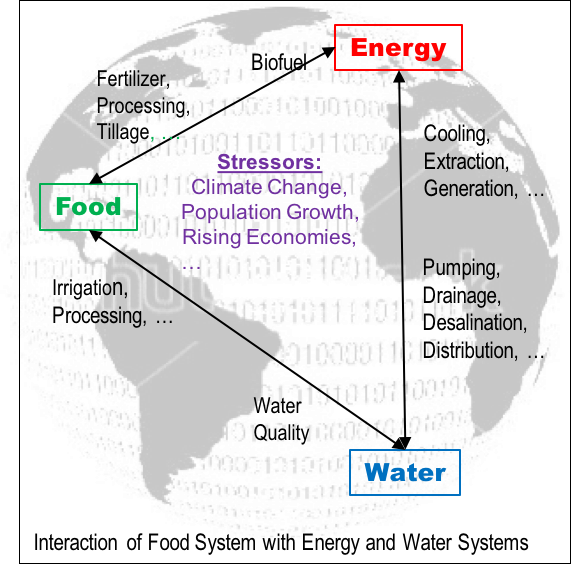 Energy
Biofuel
Fertilizer,
Processing,
Tillage, …
Cooling,
Extraction,
Generation, …
Stressors:
Climate Change,
Population Growth,
Rising Economies,
…
Food
Irrigation,
Processing, …
Pumping,
Drainage,
Desalination,
Distribution, …
Water
Quality
Water
Interaction of Food System with Energy and Water Systems